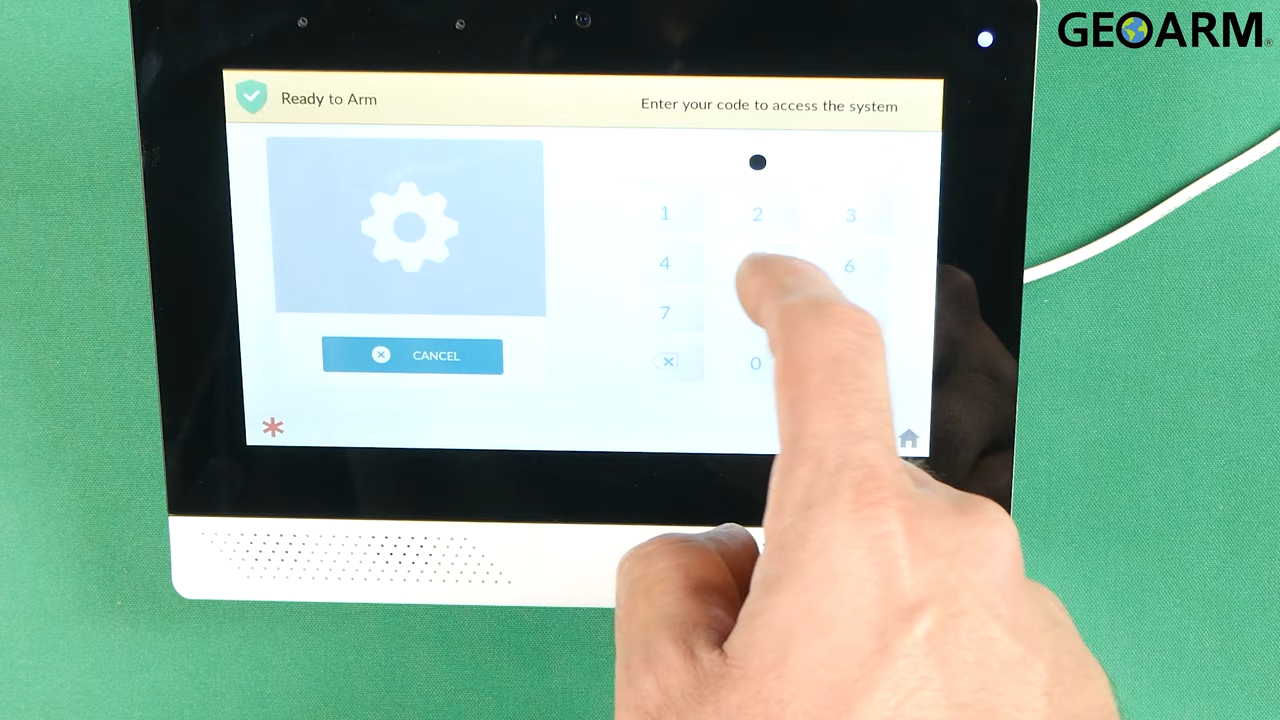 GEOARM®
Ready to Arm
Enter your code to access the system
1 2 3
4 6
7
0
CANCEL